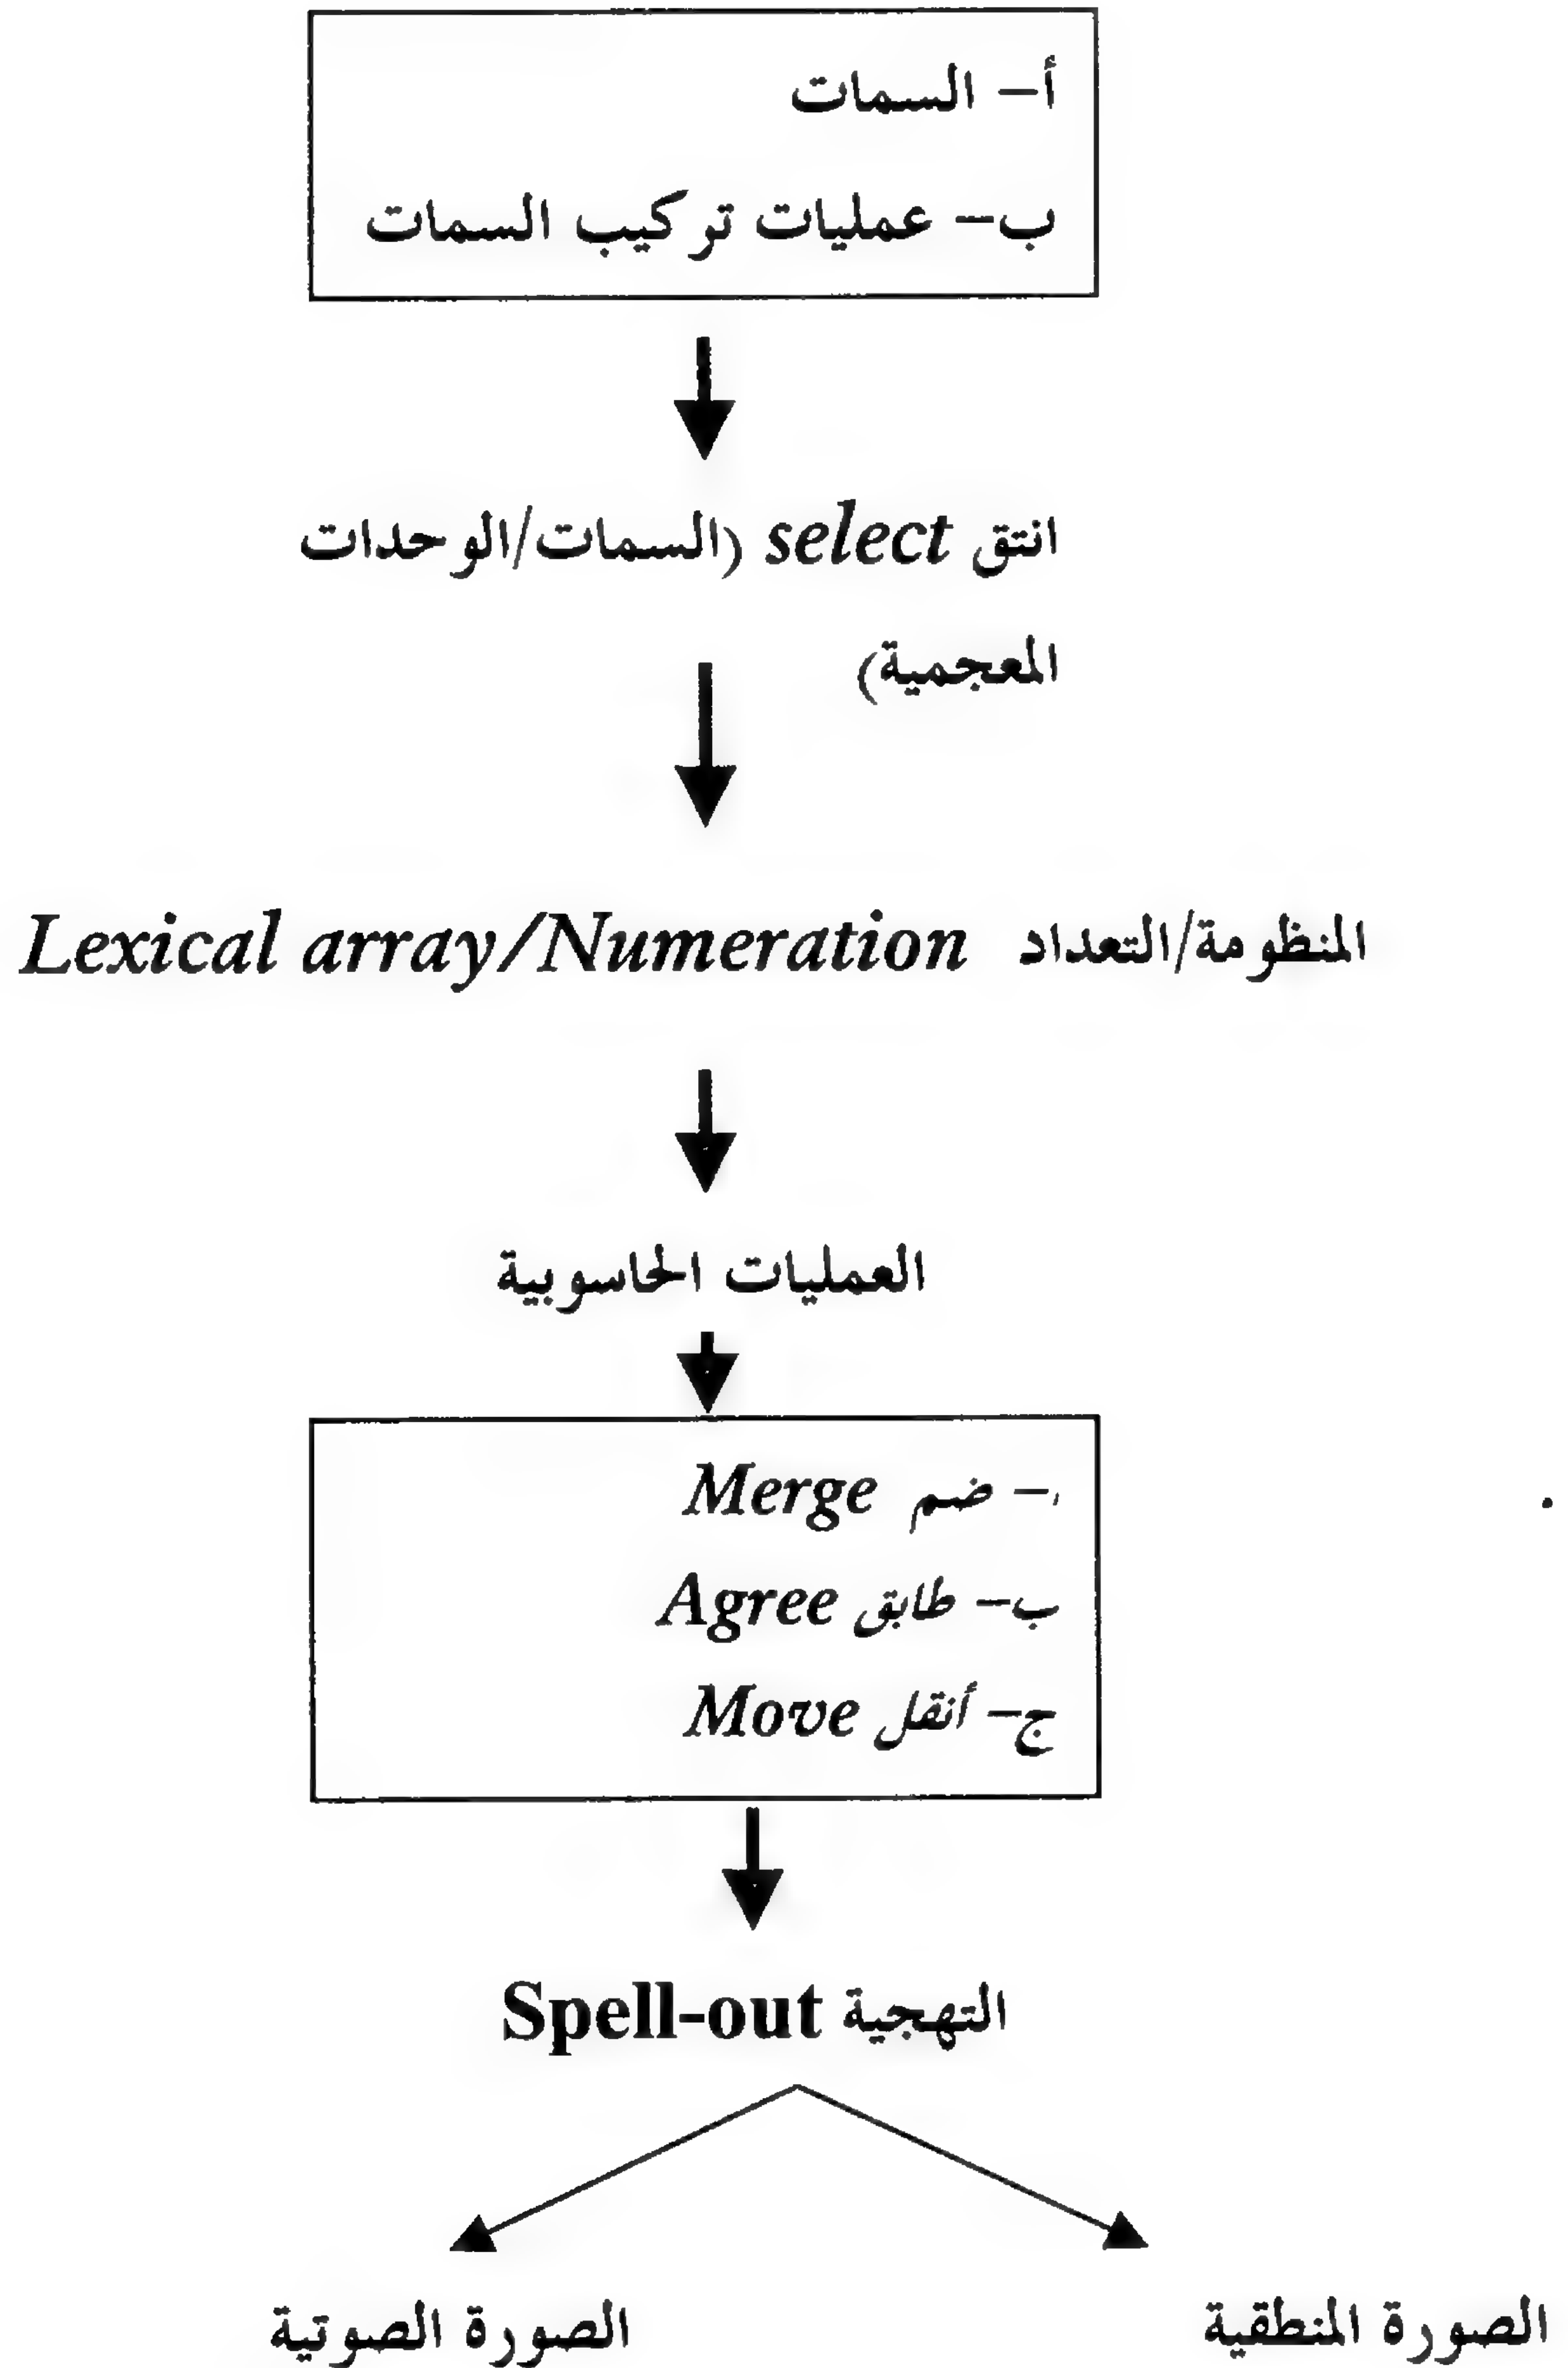 أ– السمات
ب– عمليات تركيب السمات
انتق select (السمات/الوحدات
المعجمية)
المنظومة/التعداد Lexical array/Numeration
العمليات الحاسوبية
– ضم Merge
ب– طابق Agree
ج– أنقل Move
التهجية Spell-out
الصورة المنطقية
الصورة الصوتية